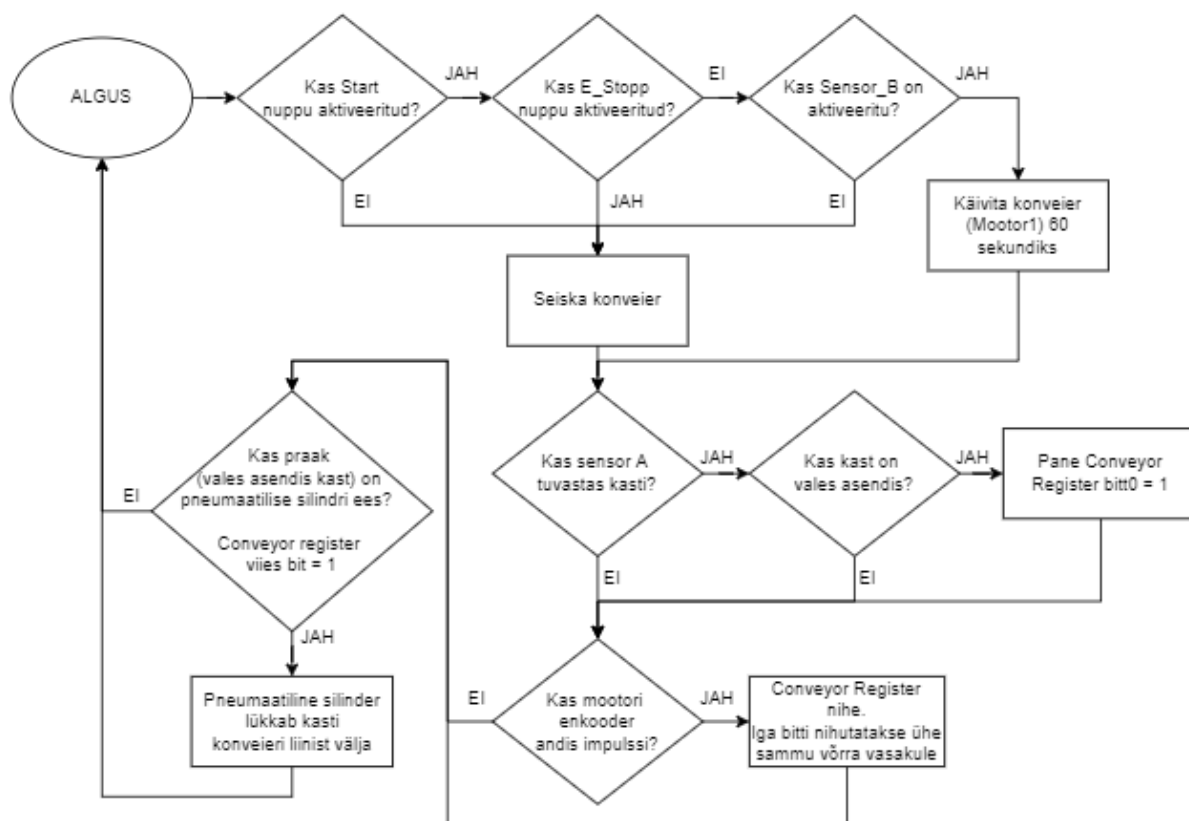 ALGUS
Kas Start
nuppu aktiveeritud?
JAH
EI
Kas E_Stopp
nuppu aktiveeritud?
EI
JAH
Kas Sensor_B on
aktiveeritu?
JAH
EI
Käivita konveier
(Mootor1) 60
sekundiks
Seiska konveier
Kas sensor A
tuvastas kasti?
JAH
EI
Kas kast on
vales asendis?
JAH
EI
Pane Conveyor
Register bitt0 = 1
Kas mootori
enkooder
andis impulssi?
EI
JAH
Conveyor Register
nihe.
Iga bitti nihutatakse ühe
sammu võrra vasakule
Kas praak
(vales asendis kast) on
pneumaatilise silindri ees?
Conveyor register
viies bit = 1
EI
JAH
Pneumaatiline silinder
lükkab kasti
konveieri liinist välja